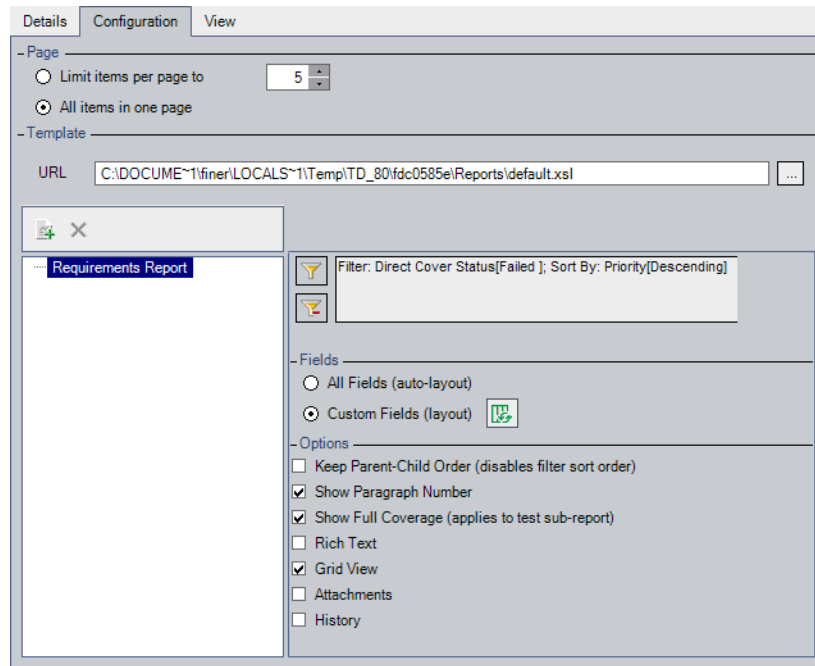 Details Configuration View
Page
Limit items per page to 5
All items in one page
Template
URL C:\DOCUME~1\finer\LOCALS~1\Temp\TD_80\fdc0585e\Reports\default.xsl ...
Requirements Report
Filter: Direct Cover Status[Failed ]; Sort By: Priority[Descending]
Fields
All Fields (auto-layout)
Custom Fields (layout)
Options
Keep Parent-Child Order (disables filter sort order)
Show Paragraph Number
Show Full Coverage (applies to test sub-report)
Rich Text
Grid View
Attachments
History